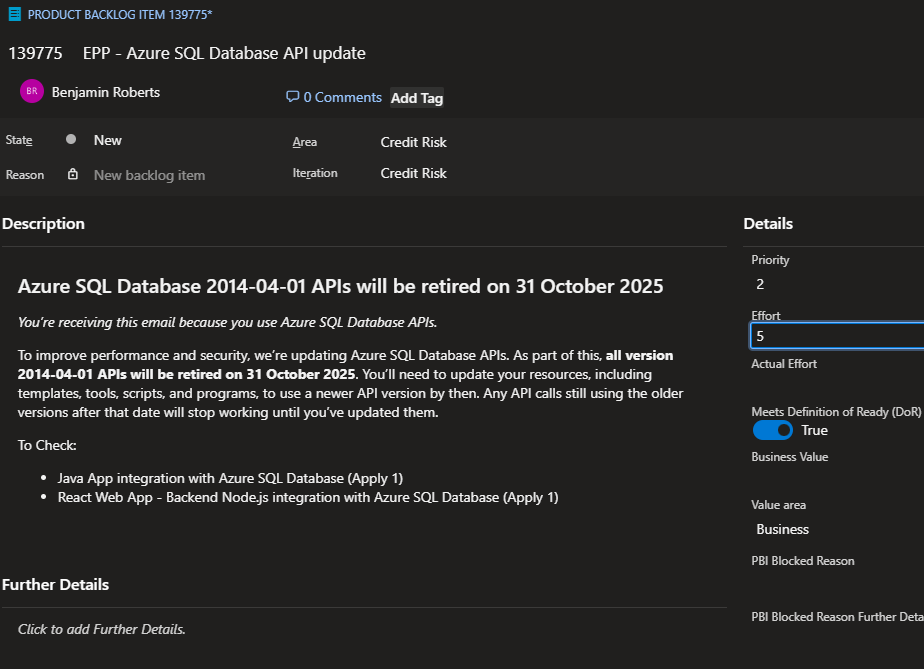 PRODUCT BACKLOG ITEM 139775*
139775 EPP - Azure SQL Database API update
BR Benjamin Roberts
0 Comments Add Tag
State New
Area Credit Risk
Reason New backlog item
Iteration Credit Risk
Description
Azure SQL Database 2014-04-01 APIs will be retired on 31 October 2025
You're receiving this email because you use Azure SQL Database APIs.
To improve performance and security, we're updating Azure SQL Database APIs. As part of this, all version
2014-04-01 APIs will be retired on 31 October 2025. You'll need to update your resources, including
templates, tools, scripts, and programs, to use a newer API version by then. Any API calls still using the older
versions after that date will stop working until you've updated them.
To Check:
• Java App integration with Azure SQL Database (Apply 1)
• React Web App - Backend Node.js integration with Azure SQL Database (Apply 1)
Further Details
Click to add Further Details.
Details
Priority
2
Effort
5
Actual Effort
Meets Definition of Ready (DoR)
True
Business Value
Value area
Business
PBI Blocked Reason
PBI Blocked Reason Further Deta